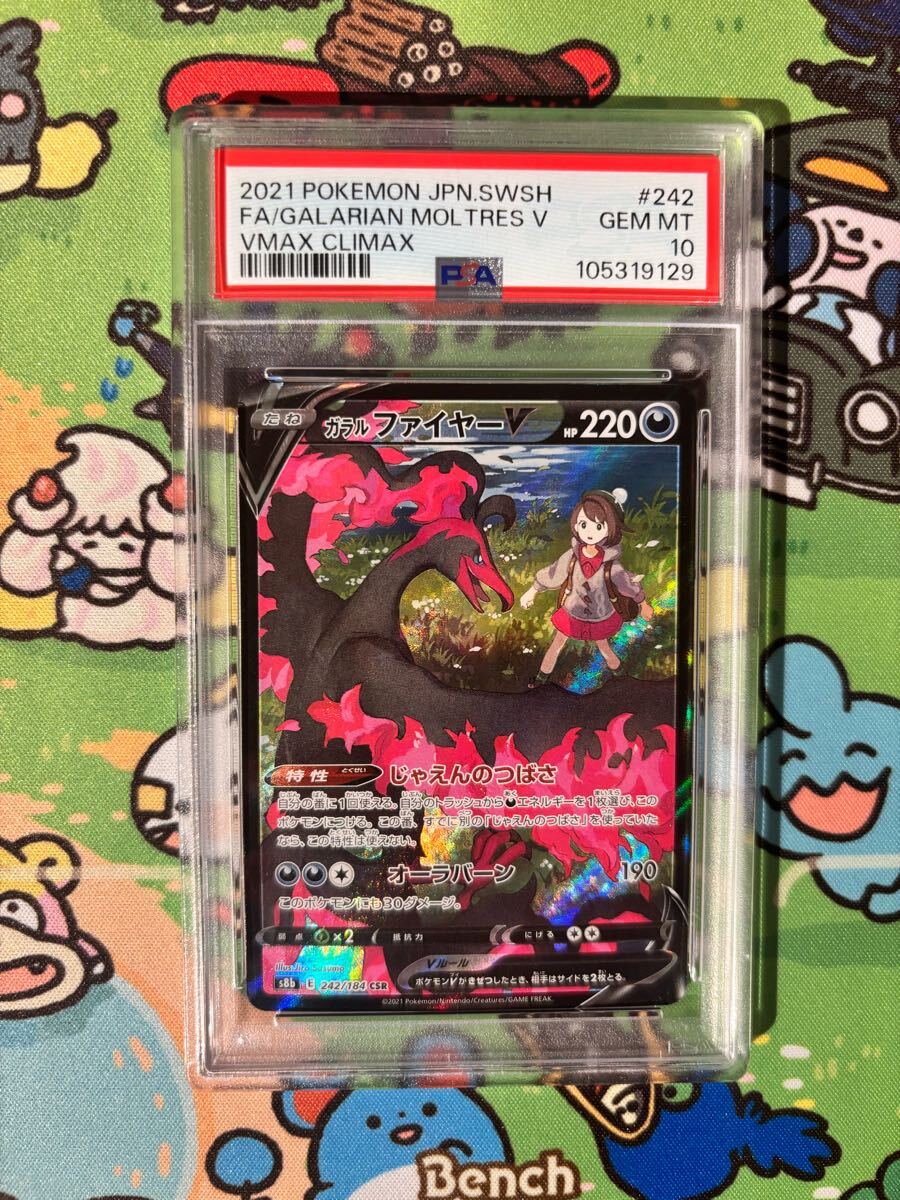 2021 POKEMON JPN.SWSH #242
FA/GALARIAN MOLTRES V GEM MT
VMAX CLIMAX 10
PSA 105319129
たね ガラル ファイヤーV HP 220
特性 とくせい じゃえんのつばさ
自分の番に1回使える。自分のトラッシュからエネルギーを1枚選び、この
ポケモンにつける。この番、すでに別の「じゃえんのつばさ」を使っていた
なら、この特性は使えない。
オーラバーン 190
このポケモンにも30ダメージ。
弱点 ×2 抵抗力 にげる
Vルール
ポケモンVがきぜつしたとき、相手はサイドを2枚とる。
s8b E 242/184 CSR
©2021 Pokémon/Nintendo/Creatures/GAME FREAK.
Bench